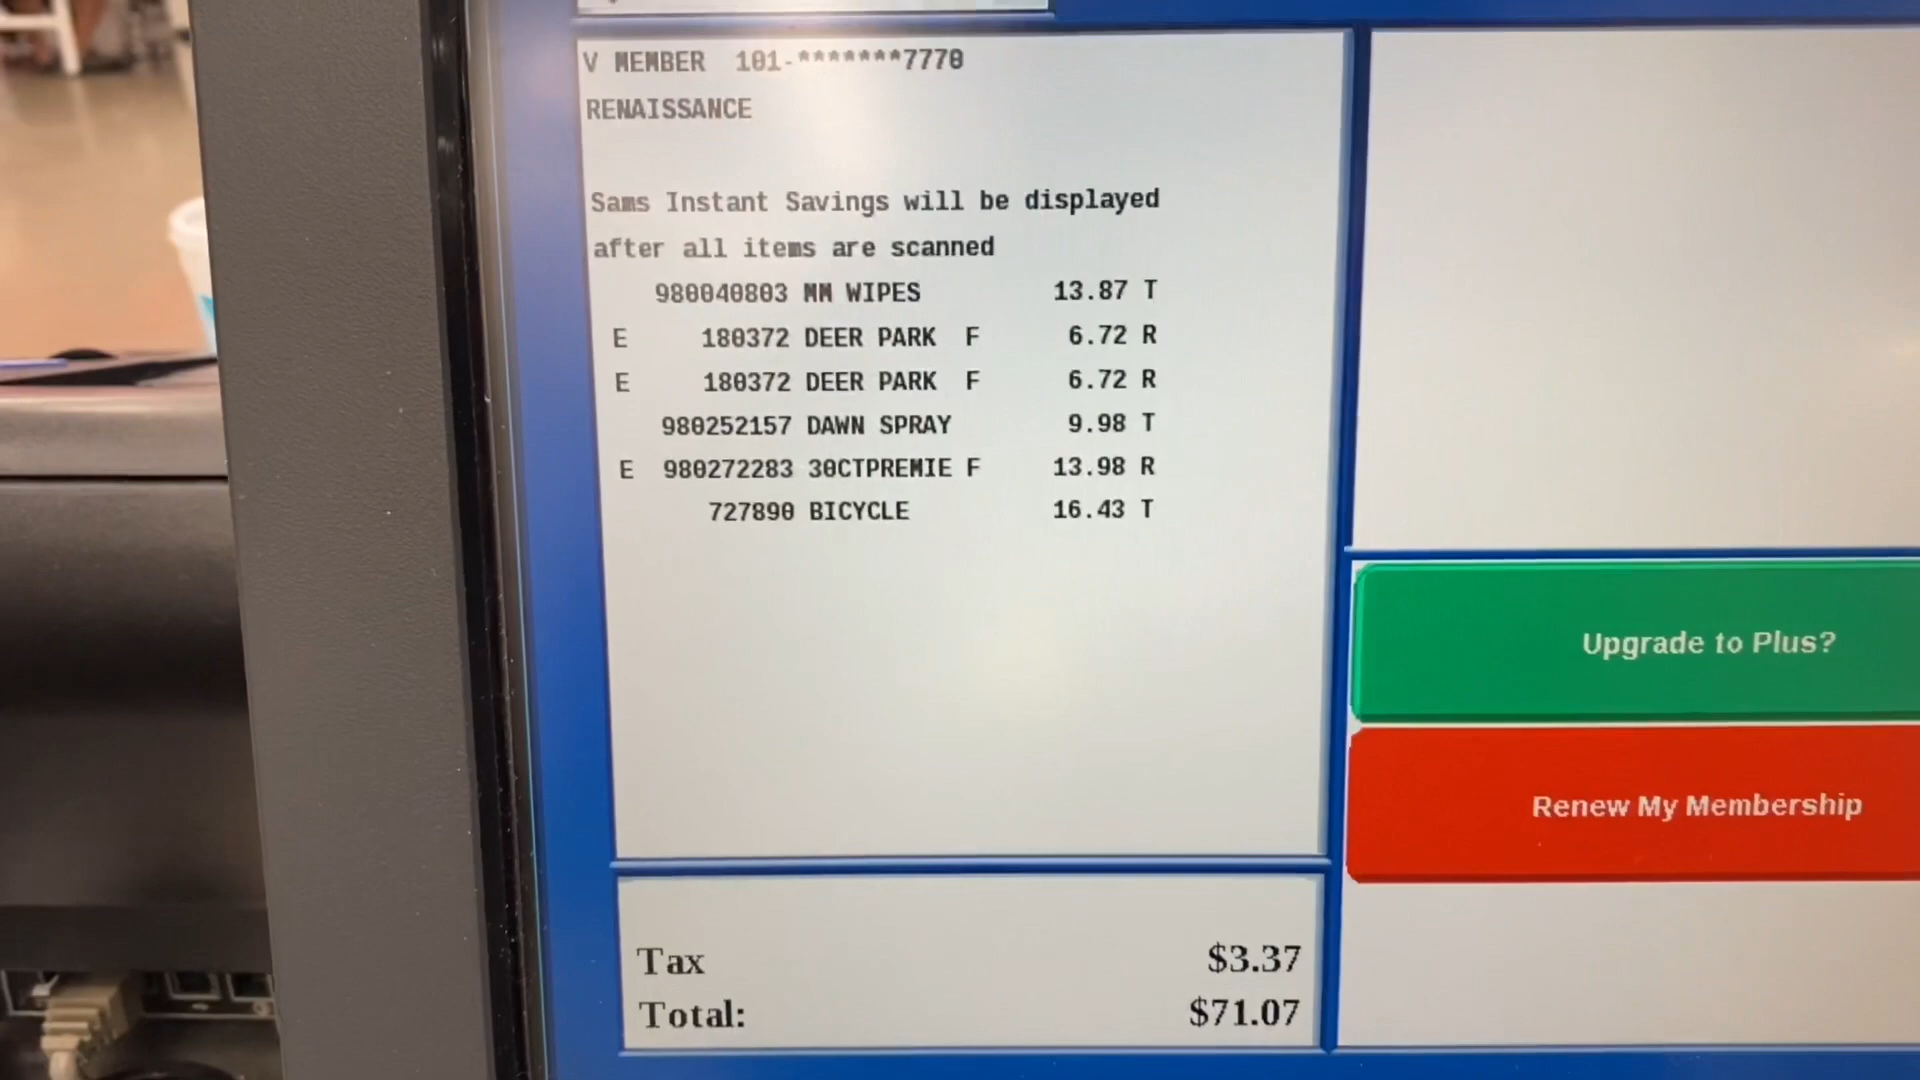 V MEMBER 101-*******7770
RENAISSANCE
Sams Instant Savings will be displayed
after all items are scanned
980040803 MM WIPES 13.87 T
E 180372 DEER PARK F 6.72 R
E 180372 DEER PARK F 6.72 R
980252157 DAWN SPRAY 9.98 T
E 980272283 30CTPREMIE F 13.98 R
727890 BICYCLE 16.43 T
Tax $3.37
Total: $71.07
Upgrade to Plus?
Renew My Membership